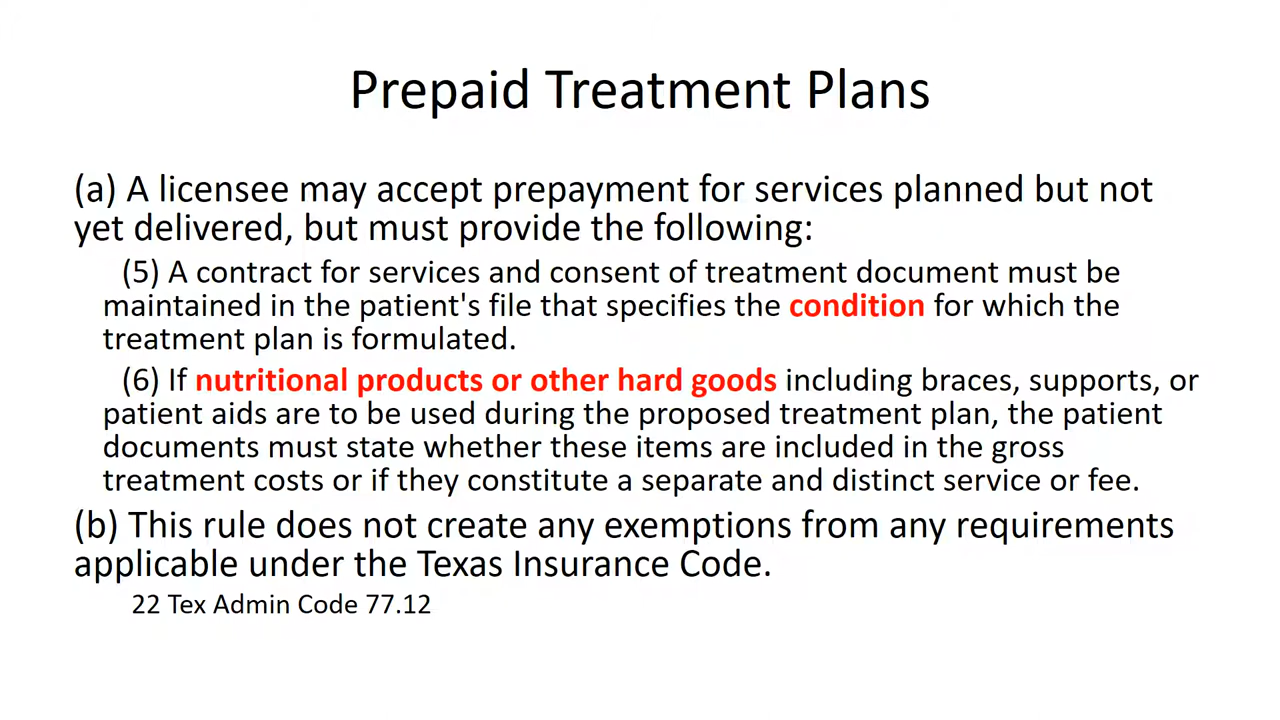 Prepaid Treatment Plans
(a) A licensee may accept prepayment for services planned but not
yet delivered, but must provide the following:
(5) A contract for services and consent of treatment document must be
maintained in the patient's file that specifies the condition for which the
treatment plan is formulated.
(6) If nutritional products or other hard goods including braces, supports, or
patient aids are to be used during the proposed treatment plan, the patient
documents must state whether these items are included in the gross
treatment costs or if they constitute a separate and distinct service or fee.
(b) This rule does not create any exemptions from any requirements
applicable under the Texas Insurance Code.
22 Tex Admin Code 77.12